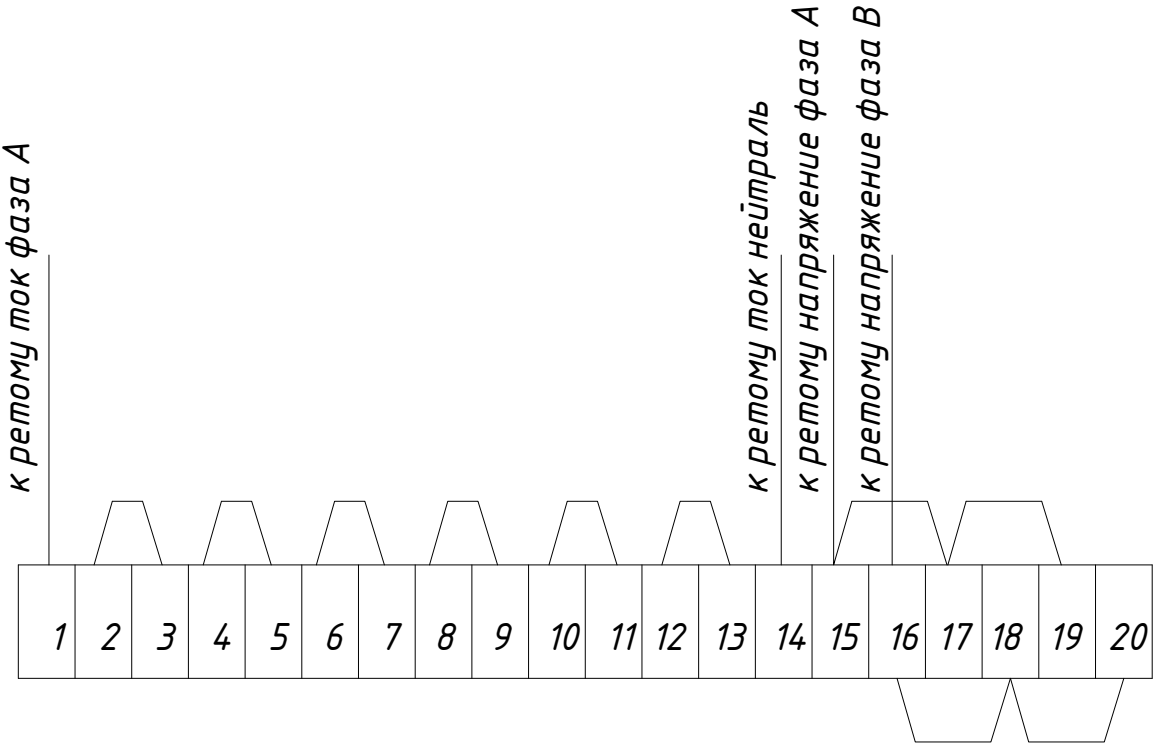 к ретому ток фаза А
к ретому ток нейтраль
к ретому напряжение фаза А
к ретому напряжение фаза В
1 2 3 4 5 6 7 8 9 10 11 12 13 14 15 16 17 18 19 20